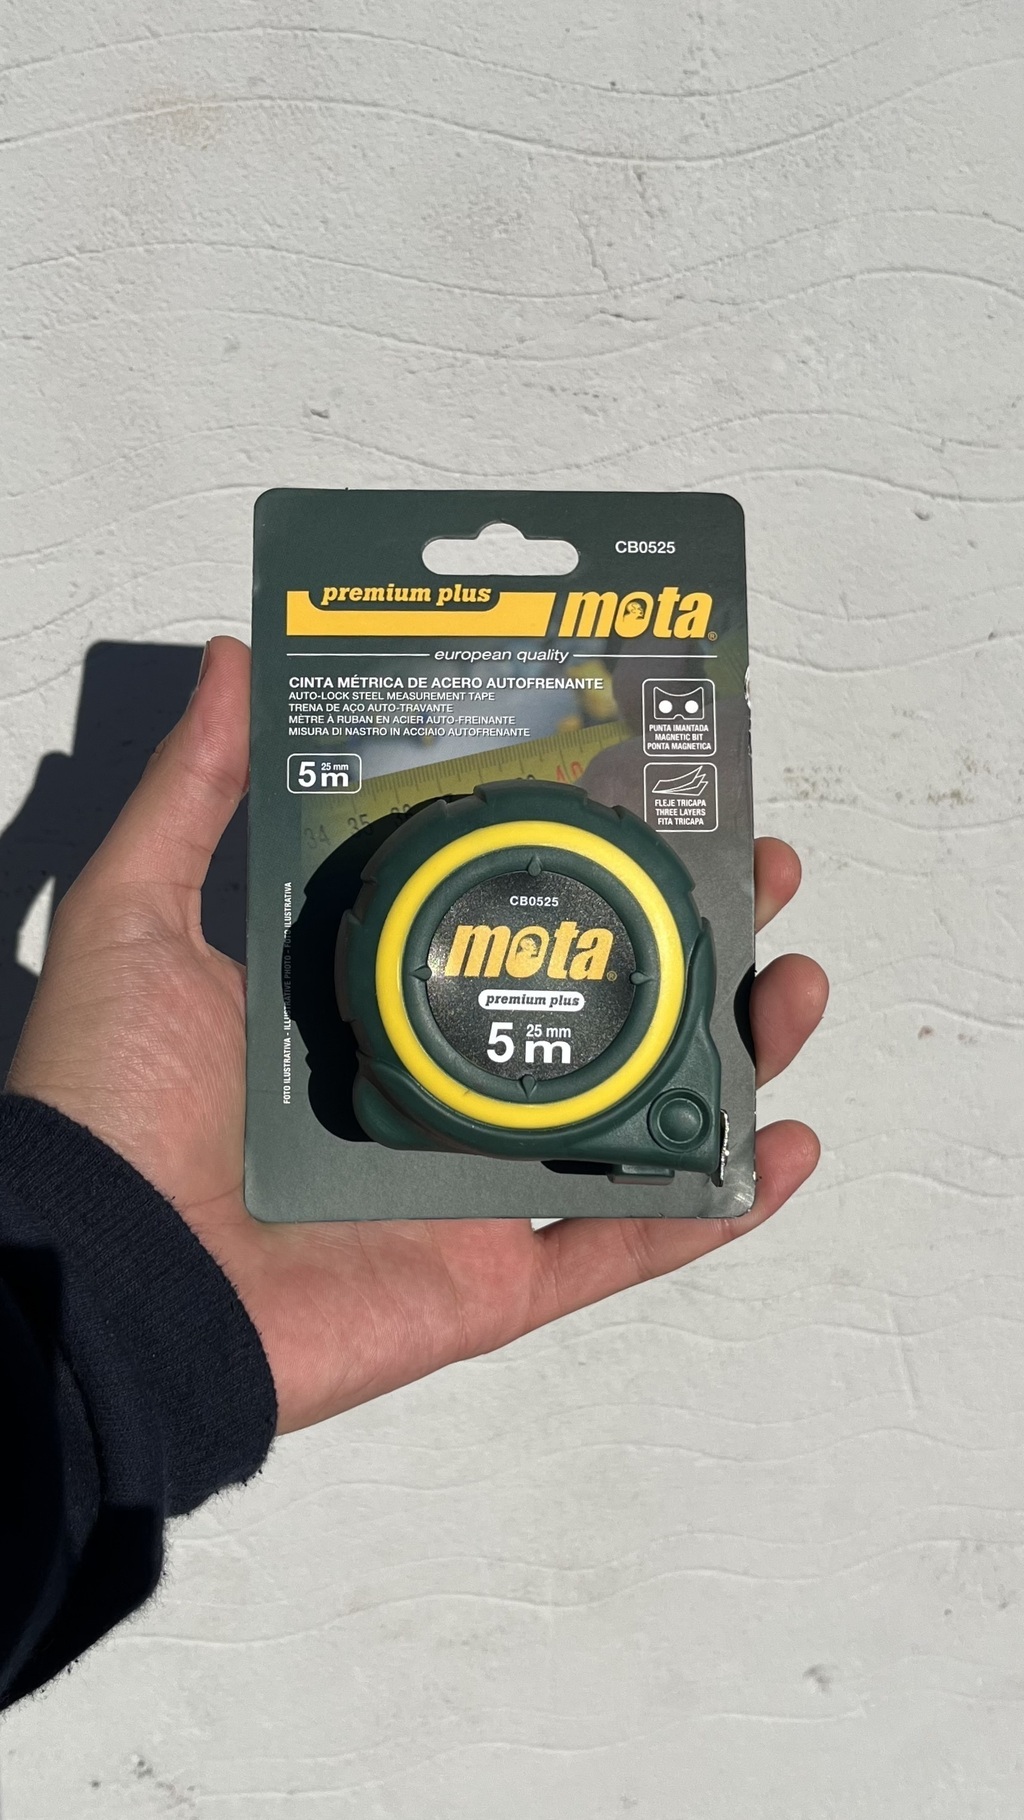 CB0525
premium plus
mota®
european quality
CINTA MÉTRICA DE ACERO AUTOFRENANTE
AUTO-LOCK STEEL MEASUREMENT TAPE
TRENA DE AÇO AUTO-TRAVANTE
MÈTRE À RUBAN EN ACIER AUTO-FREINANTE
MISURA DI NASTRO IN ACCIAIO AUTOFRENANTE
5 m 25 mm
PUNTA IMANTADA
MAGNETIC BIT
PONTA MAGNETICA
FLEJE TRICAPA
THREE LAYERS
FITA TRICAPA
34 35 40
FOTO ILUSTRATIVA - ILLUSTRATIVE PHOTO - FOTO ILUSTRATIVA
CB0525
mota®
premium plus
5 m 25 mm